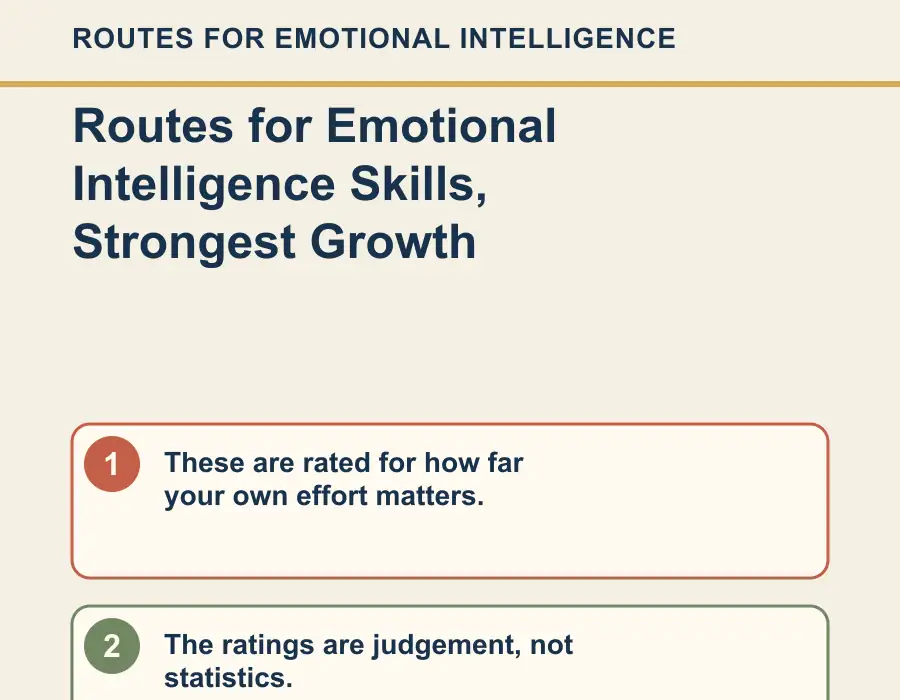 ROUTES FOR EMOTIONAL INTELLIGENCE
Routes for Emotional
Intelligence Skills,
Strongest Growth
1
These are rated for how far
your own effort matters.
2
The ratings are judgement, not
statistics.